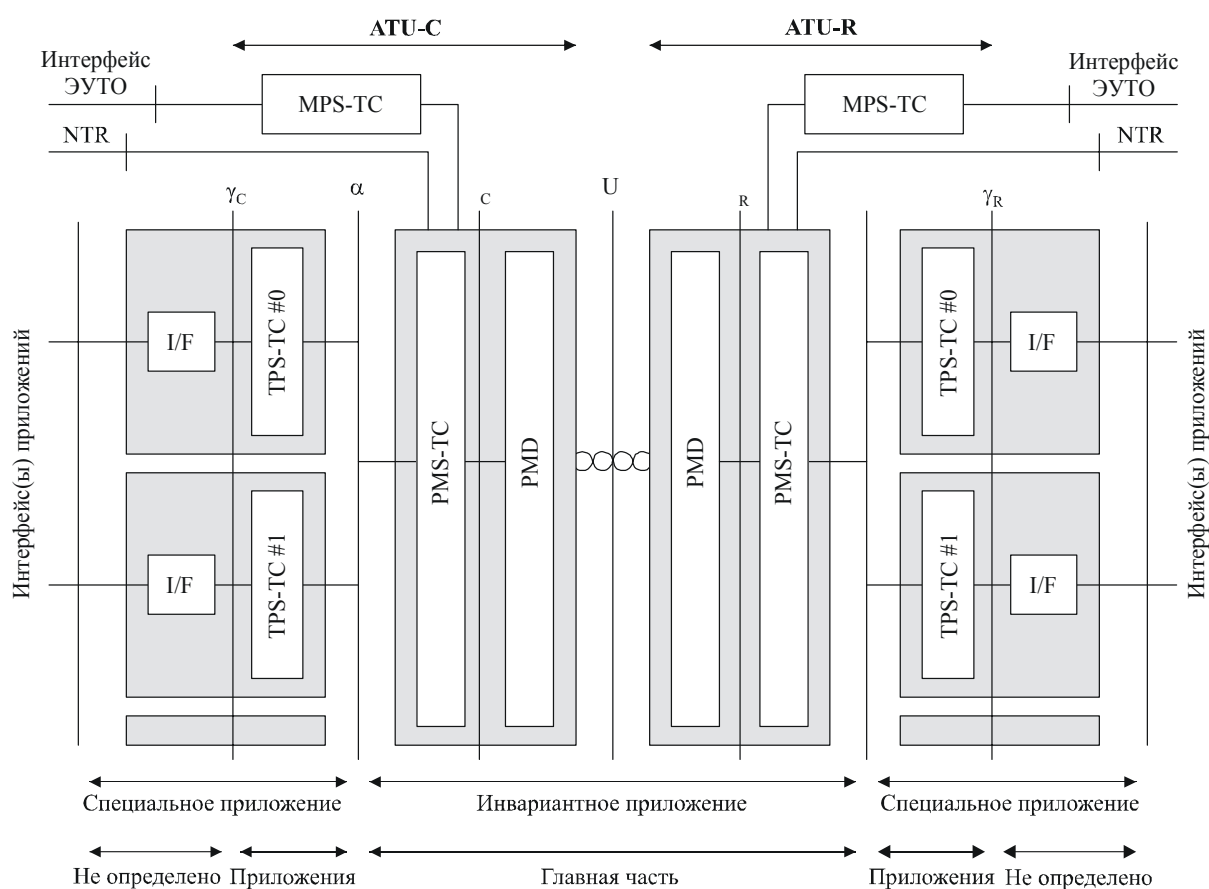 ATU-C
ATU-R
Интерфейс
ЭУТО
MPS-TC
MPS-TC
Интерфейс
ЭУТО
NTR
NTR
γC
α
C
U
R
γR
Интерфейс(ы) приложений
I/F
TPS-TC #0
I/F
TPS-TC #1
PMS-TC
PMD
PMD
PMS-TC
TPS-TC #0
I/F
TPS-TC #1
I/F
Интерфейс(ы) приложений
Специальное приложение
Инвариантное приложение
Специальное приложение
Не определено
Приложения
Главная часть
Приложения
Не определено